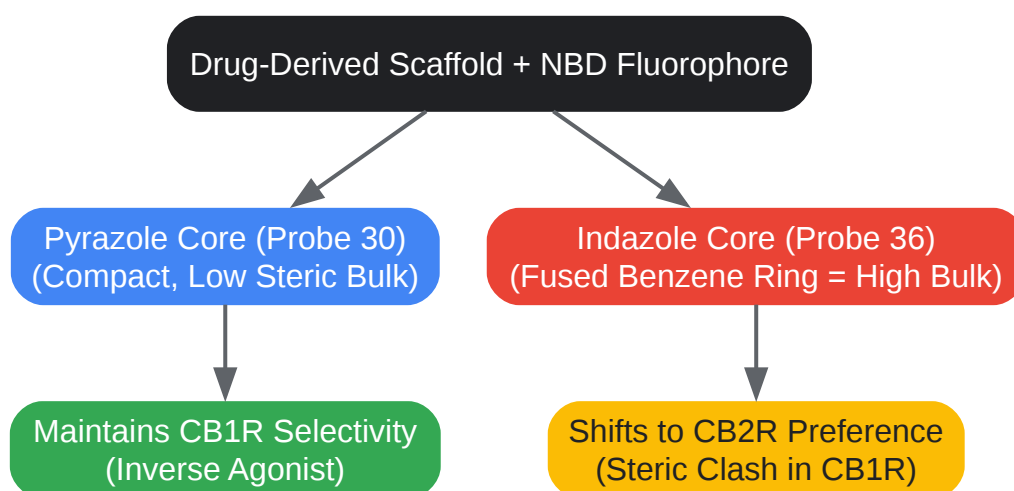 Drug-Derived Scaffold + NBD Fluorophore
Pyrazole Core (Probe 30)
(Compact, Low Steric Bulk)
Indazole Core (Probe 36)
(Fused Benzene Ring = High Bulk)
Maintains CB1R Selectivity
(Inverse Agonist)
Shifts to CB2R Preference
(Steric Clash in CB1R)